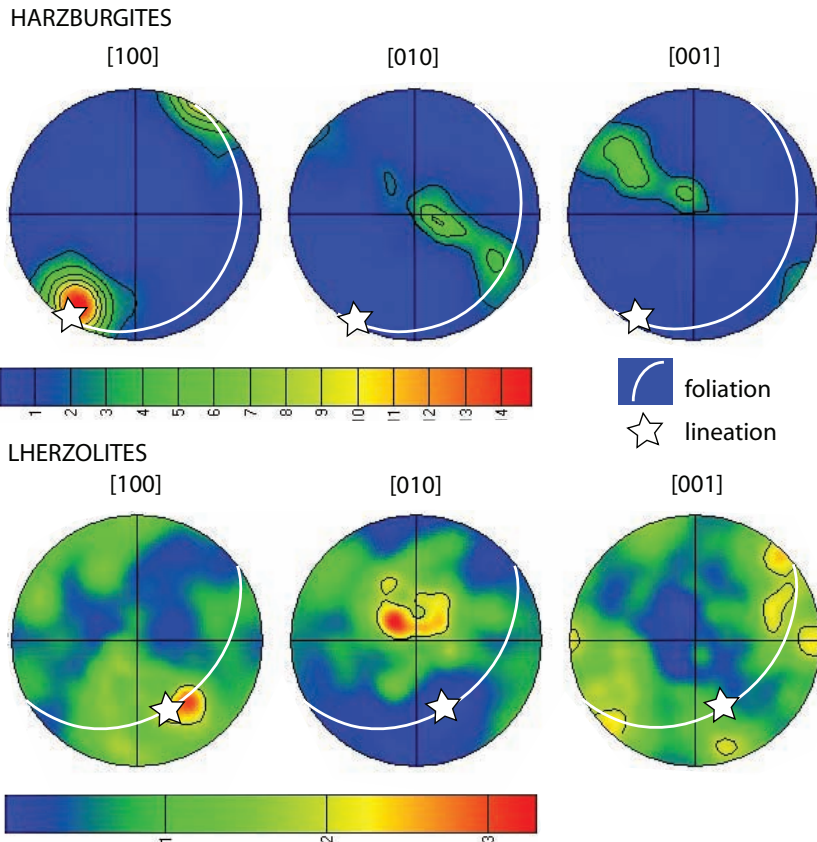 HARZBURGITES
[100] [010] [001]
1 2 3 4 5 6 7 8 9 10 11 12 13 14
foliation
lineation
LHERZOLITES
[100] [010] [001]
1 2 3